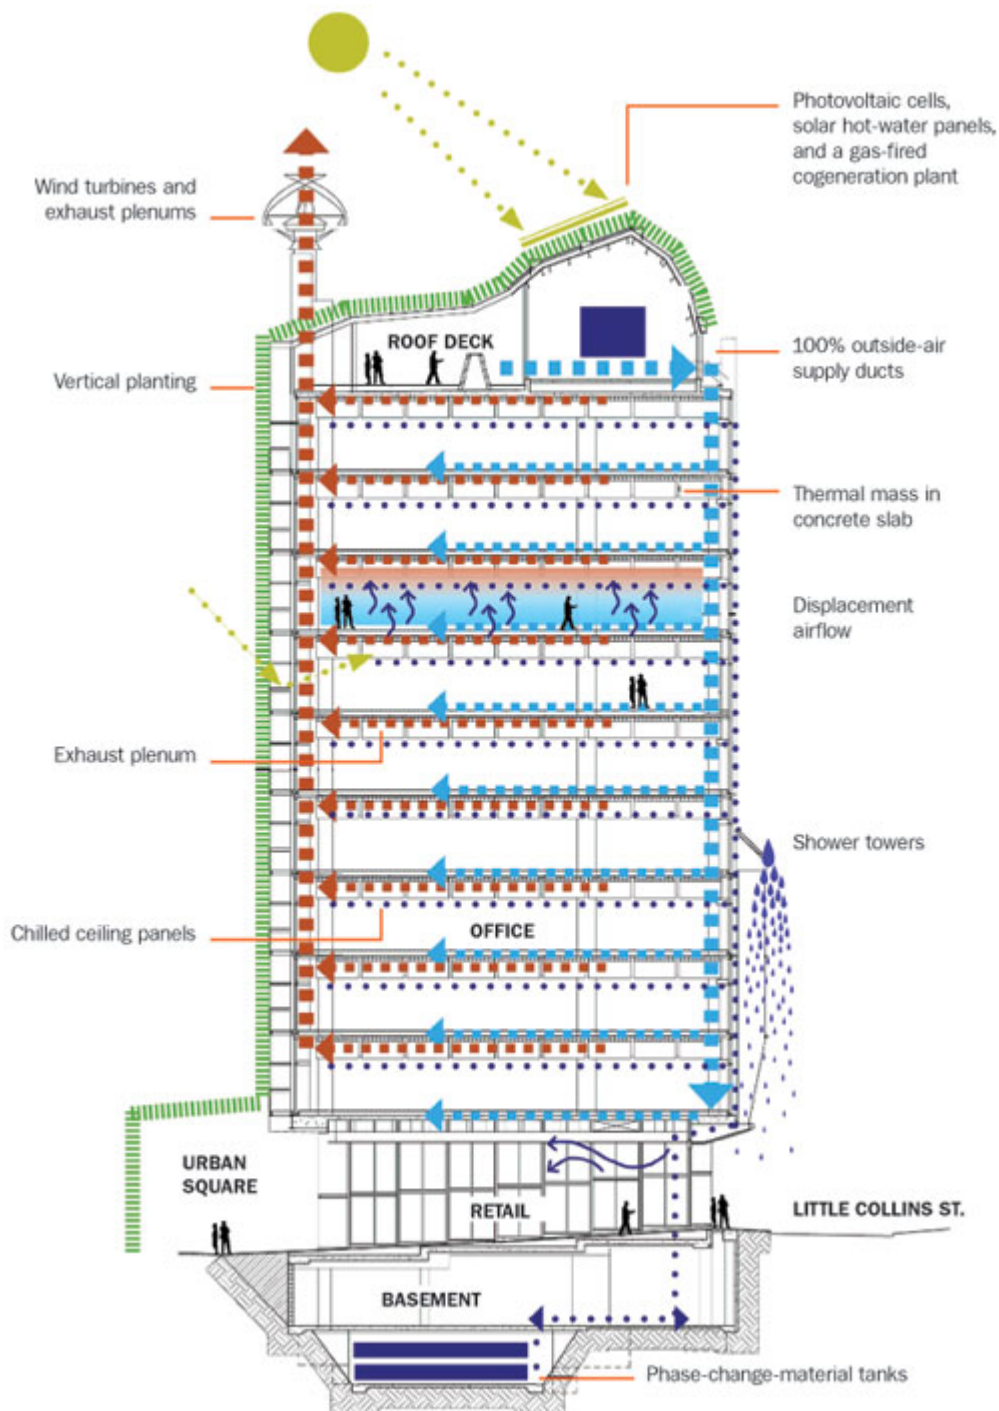 Photovoltaic cells,
solar hot-water panels,
and a gas-fired
cogeneration plant
Wind turbines and
exhaust plenums
ROOF DECK
100% outside-air
supply ducts
Vertical planting
Thermal mass in
concrete slab
Displacement
airflow
Exhaust plenum
Shower towers
Chilled ceiling panels
OFFICE
URBAN
SQUARE
RETAIL
LITTLE COLLINS ST.
BASEMENT
Phase-change-material tanks